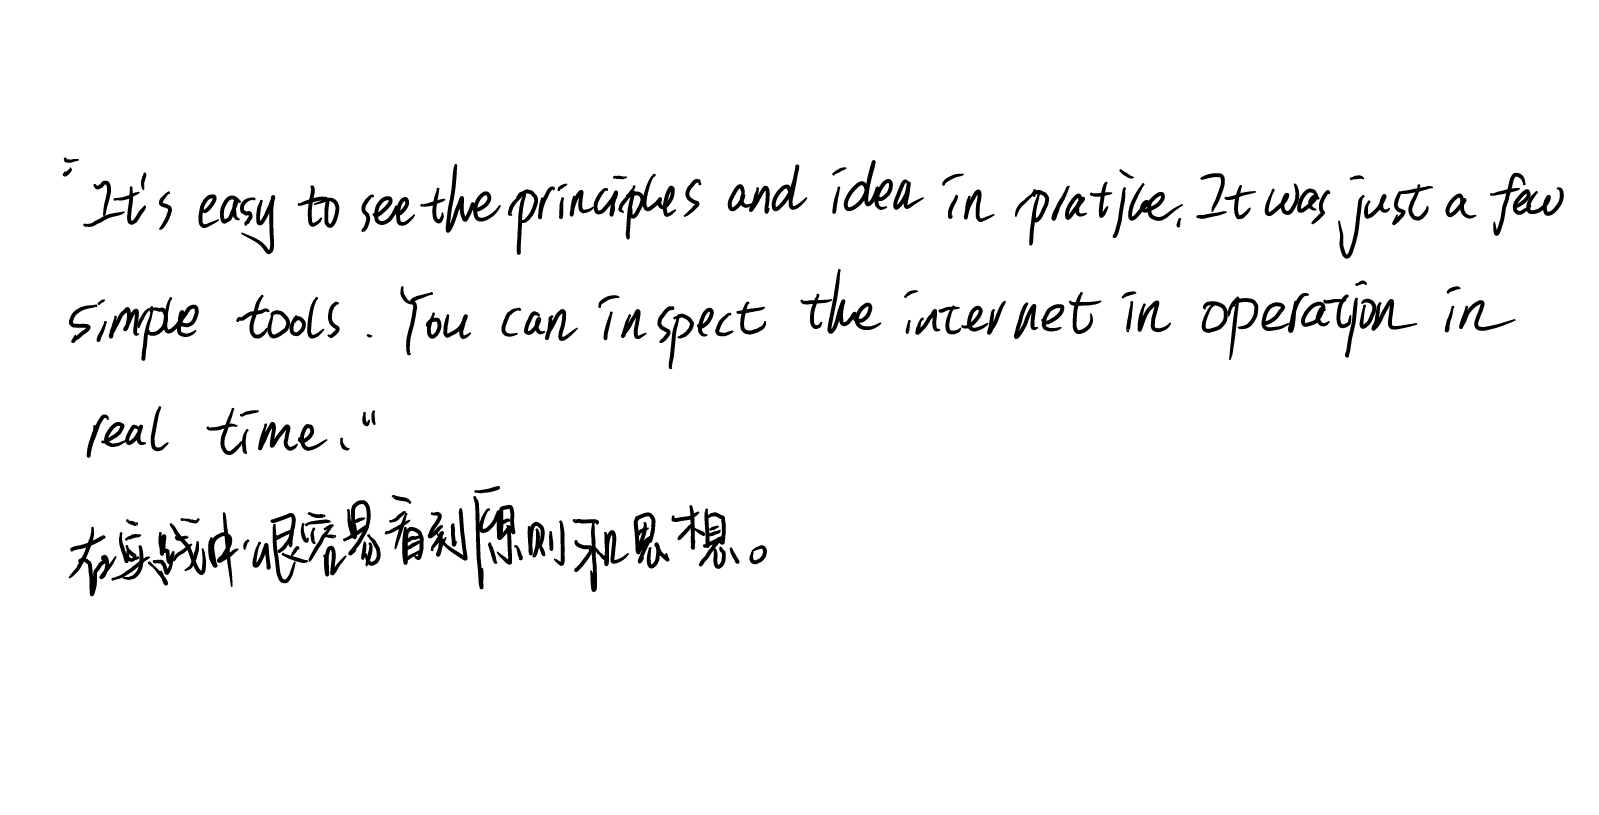 "It's easy to see the principles and idea in pratice. It was just a few
simple tools. You can inspect the internet in operation in
real time."
在实践中很容易看到原则和思想。